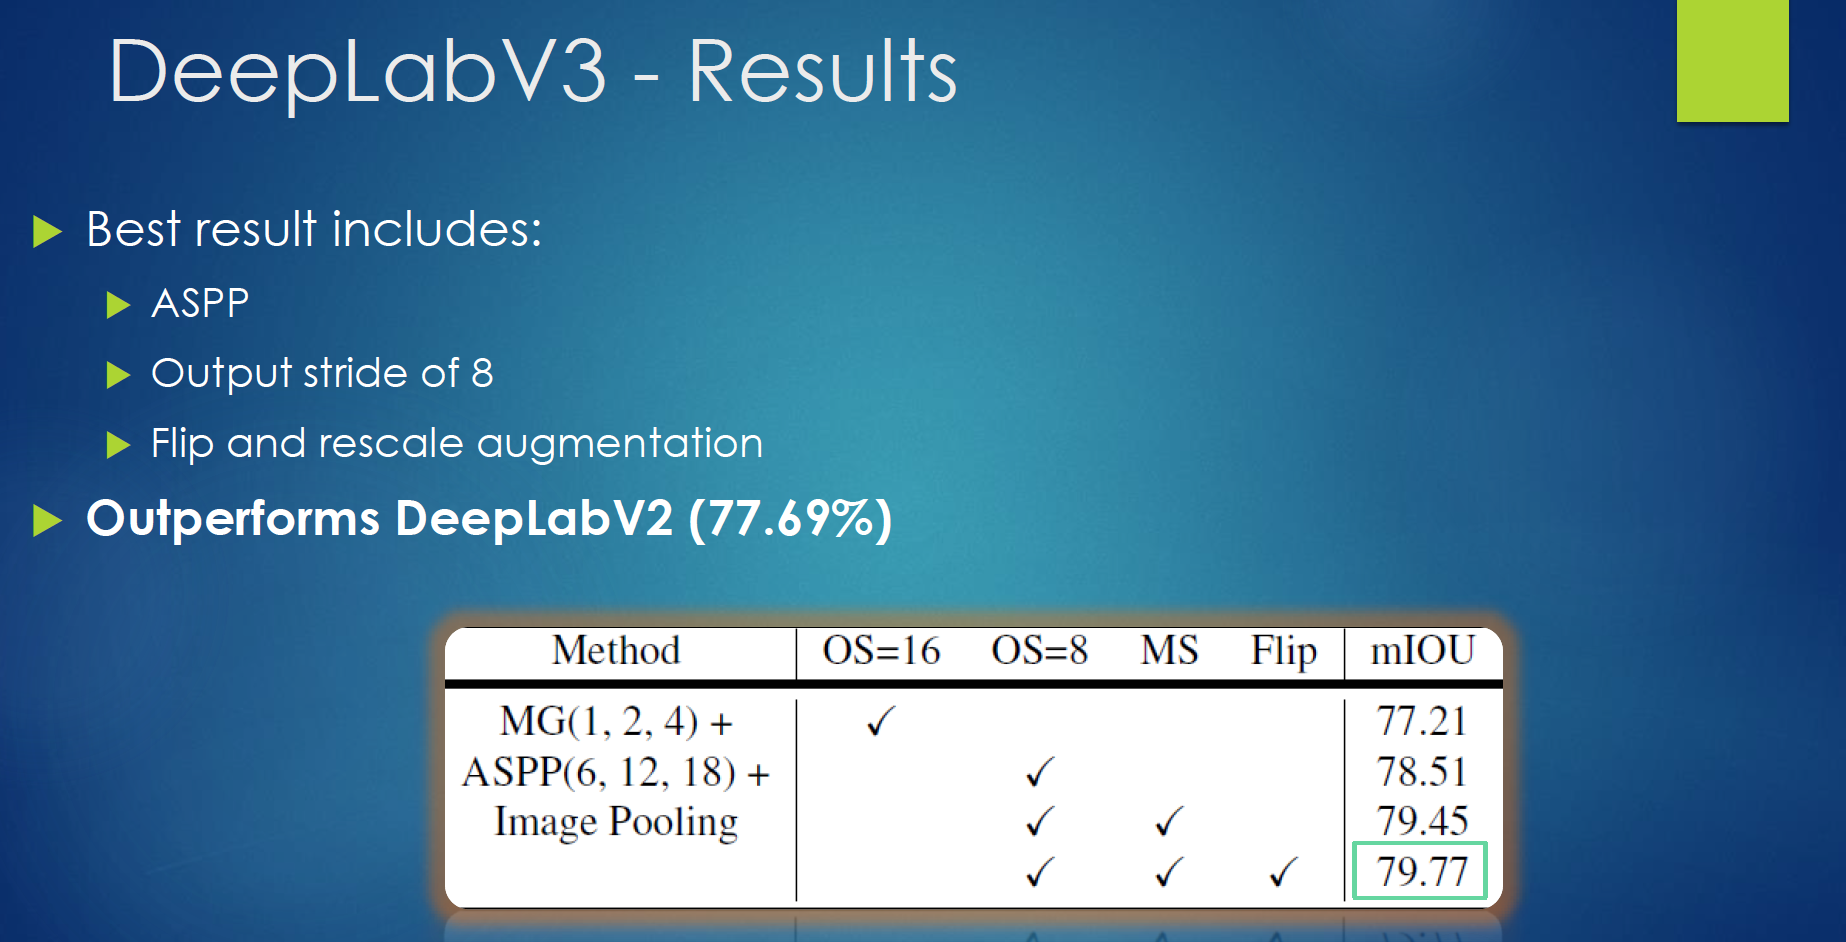 DeepLabV3 - Results
Best result includes:
ASPP
Output stride of 8
Flip and rescale augmentation
Outperforms DeepLabV2 (77.69%)
Method OS=16 OS=8 MS Flip mIOU
MG(1, 2, 4) + ✓ 77.21
ASPP(6, 12, 18) + ✓ 78.51
Image Pooling ✓ ✓ 79.45
✓ ✓ ✓ 79.77